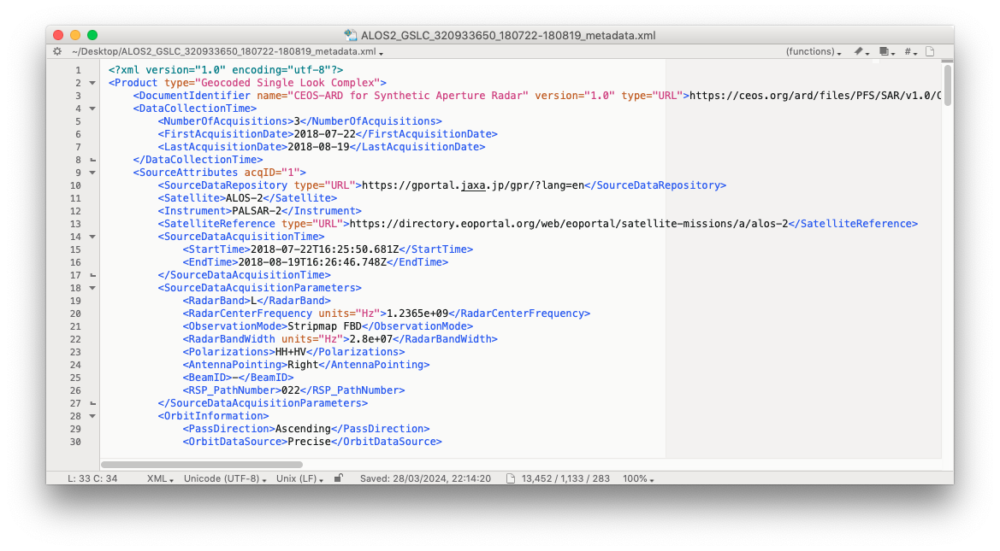 ALOS2_GSLC_320933650_180722-180819_metadata.xml
~/Desktop/ALOS2_GSLC_320933650_180722-180819_metadata.xml (functions) #
1 <?xml version="1.0" encoding="utf-8"?>
2 <Product type="Geocoded Single Look Complex">
3 <DocumentIdentifier name="CEOS-ARD for Synthetic Aperture Radar" version="1.0" type="URL">https://ceos.org/ard/files/PFS/SAR/v1.0/C
4 <DataCollectionTime>
5 <NumberOfAcquisitions>3</NumberOfAcquisitions>
6 <FirstAcquisitionDate>2018-07-22</FirstAcquisitionDate>
7 <LastAcquisitionDate>2018-08-19</LastAcquisitionDate>
8 </DataCollectionTime>
9 <SourceAttributes acqID="1">
10 <SourceDataRepository type="URL">https://gportal.jaxa.jp/gpr/?lang=en</SourceDataRepository>
11 <Satellite>ALOS-2</Satellite>
12 <Instrument>PALSAR-2</Instrument>
13 <SatelliteReference type="URL">https://directory.eoportal.org/web/eoportal/satellite-missions/a/alos-2</SatelliteReference>
14 <SourceDataAcquisitionTime>
15 <StartTime>2018-07-22T16:25:50.681Z</StartTime>
16 <EndTime>2018-08-19T16:26:46.748Z</EndTime>
17 </SourceDataAcquisitionTime>
18 <SourceDataAcquisitionParameters>
19 <RadarBand>L</RadarBand>
20 <RadarCenterFrequency units="Hz">1.2365e+09</RadarCenterFrequency>
21 <ObservationMode>Stripmap FBD</ObservationMode>
22 <RadarBandWidth units="Hz">2.8e+07</RadarBandWidth>
23 <Polarizations>HH+HV</Polarizations>
24 <AntennaPointing>Right</AntennaPointing>
25 <BeamID>-</BeamID>
26 <RSP_PathNumber>022</RSP_PathNumber>
27 </SourceDataAcquisitionParameters>
28 <OrbitInformation>
29 <PassDirection>Ascending</PassDirection>
30 <OrbitDataSource>Precise</OrbitDataSource>
L: 33 C: 34 XML Unicode (UTF-8) Unix (LF) Saved: 28/03/2024, 22:14:20 13,452 / 1,133 / 283 100%